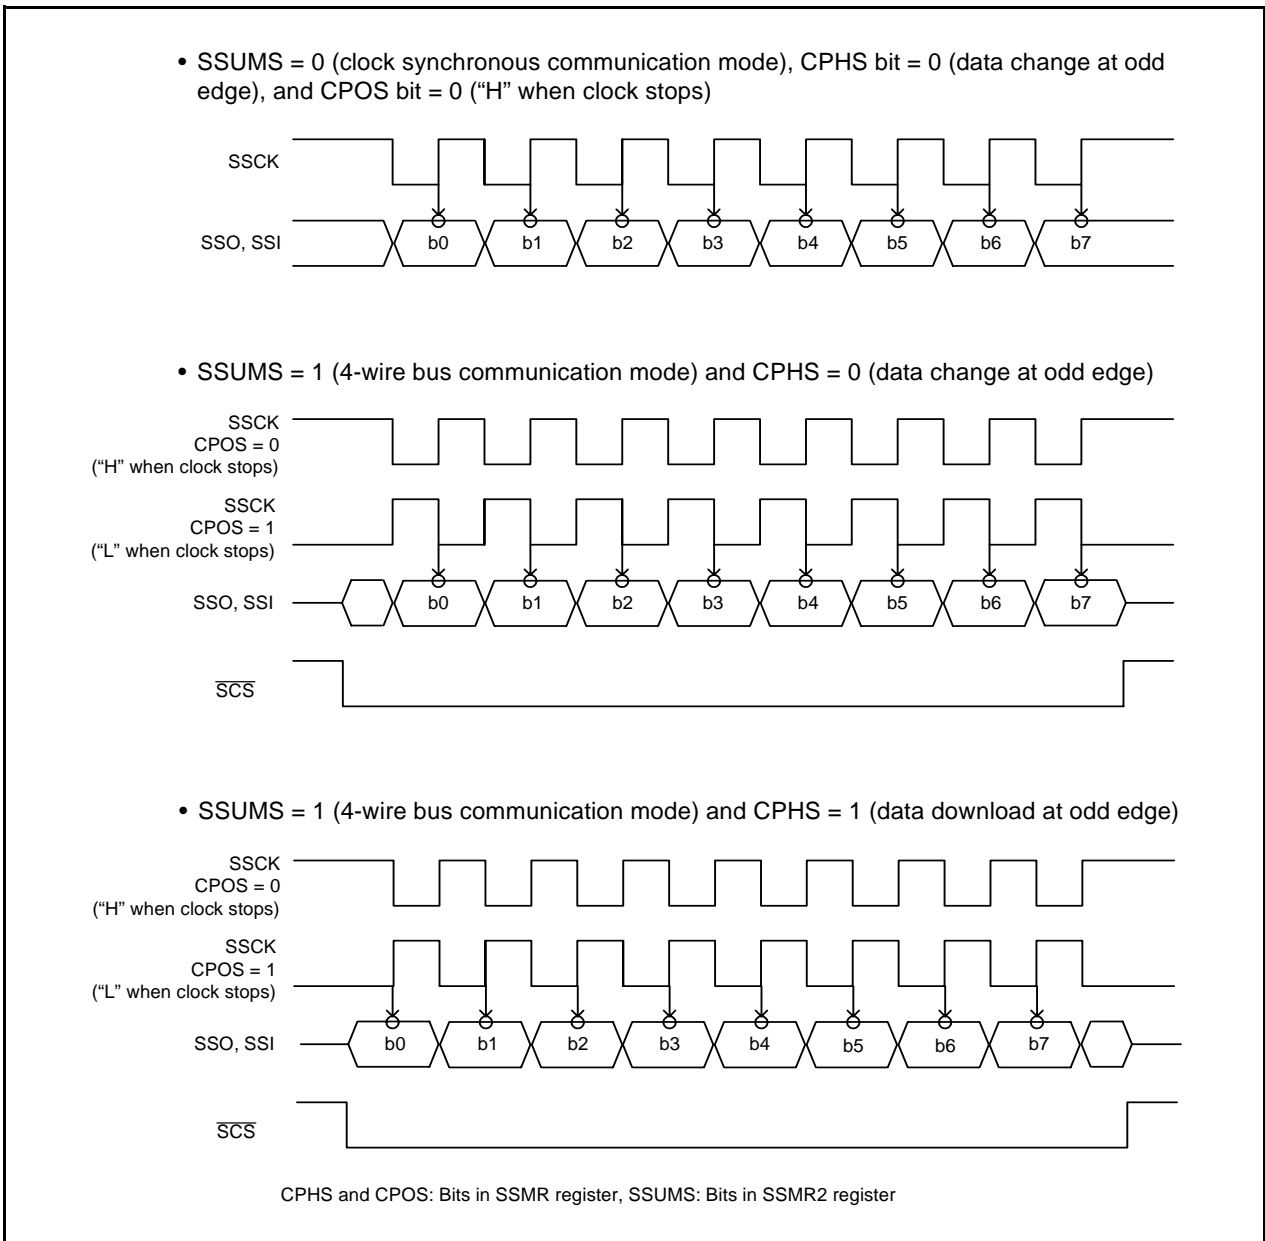 • SSUMS = 0 (clock synchronous communication mode), CPHS bit = 0 (data change at odd
edge), and CPOS bit = 0 (“H” when clock stops)
SSCK
SSO, SSI
b0 b1 b2 b3 b4 b5 b6 b7
• SSUMS = 1 (4-wire bus communication mode) and CPHS = 0 (data change at odd edge)
SSCK
CPOS = 0
(“H” when clock stops)
SSCK
CPOS = 1
(“L” when clock stops)
SSO, SSI
b0 b1 b2 b3 b4 b5 b6 b7
SCS
• SSUMS = 1 (4-wire bus communication mode) and CPHS = 1 (data download at odd edge)
SSCK
CPOS = 0
(“H” when clock stops)
SSCK
CPOS = 1
(“L” when clock stops)
SSO, SSI
b0 b1 b2 b3 b4 b5 b6 b7
SCS
CPHS and CPOS: Bits in SSMR register, SSUMS: Bits in SSMR2 register